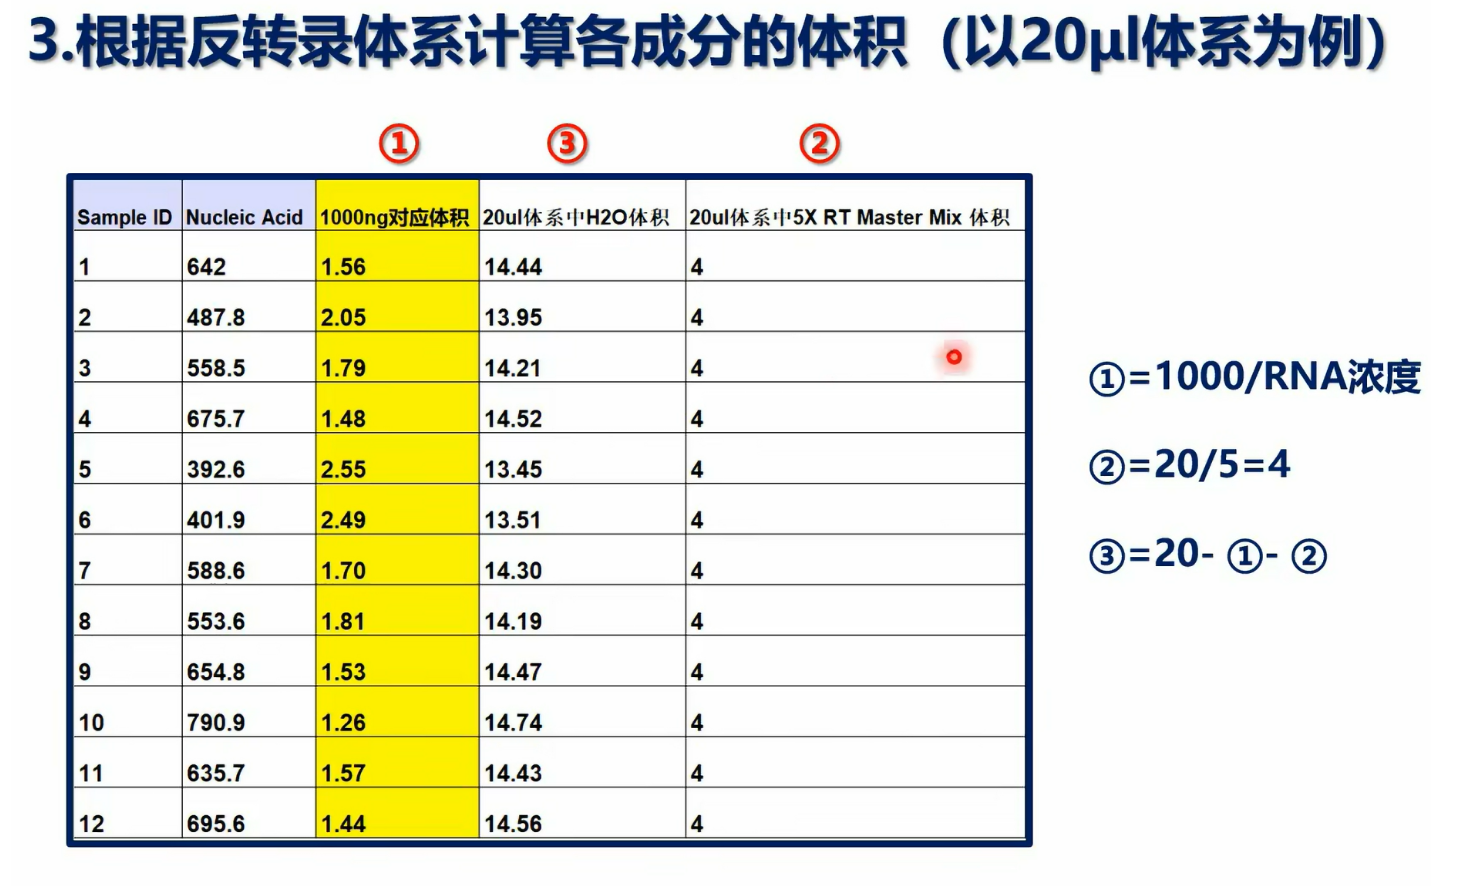 3.根据反转录体系计算各成分的体积（以20μl体系为例）
① ③ ②
Sample ID Nucleic Acid 1000ng对应体积 20ul体系中H2O体积 20ul体系中5X RT Master Mix 体积
1 642 1.56 14.44 4
2 487.8 2.05 13.95 4
3 558.5 1.79 14.21 4
4 675.7 1.48 14.52 4
5 392.6 2.55 13.45 4
6 401.9 2.49 13.51 4
7 588.6 1.70 14.30 4
8 553.6 1.81 14.19 4
9 654.8 1.53 14.47 4
10 790.9 1.26 14.74 4
11 635.7 1.57 14.43 4
12 695.6 1.44 14.56 4
①=1000/RNA浓度
②=20/5=4
③=20- ①- ②